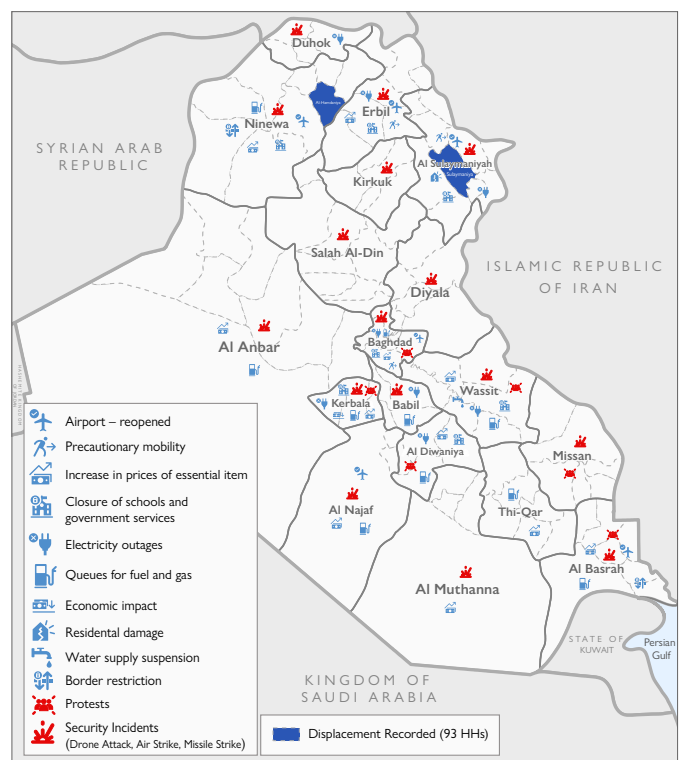 Duhok
Al Hamdaniya
Ninewa
Erbil
SYRIAN ARAB
REPUBLIC
Al Sulaymaniyah
Sulaymaniya
Kirkuk
Salah Al-Din
ISLAMIC REPUBLIC
OF IRAN
Diyala
Al Anbar
Baghdad
Wassit
Kerbala
Babil
Al Diwaniya
Missan
Al Najaf
Thi-Qar
Al Basrah
Al Muthanna
STATE OF
KUWAIT
Persian
Gulf
KINGDOM OF
SAUDI ARABIA
Airport – reopened
Precautionary mobility
Increase in prices of essential item
Closure of schools and
government services
Electricity outages
Queues for fuel and gas
Economic impact
Residental damage
Water supply suspension
Border restriction
Protests
Security Incidents
(Drone Attack, Air Strike, Missile Strike)
Displacement Recorded (93 HHs)